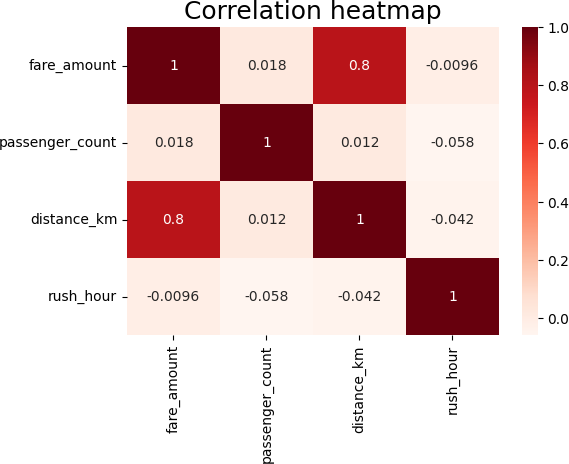 Correlation heatmap
fare_amount 1 0.018 0.8 -0.0096
passenger_count 0.018 1 0.012 -0.058
distance_km 0.8 0.012 1 -0.042
rush_hour -0.0096 -0.058 -0.042 1
fare_amount
passenger_count
distance_km
rush_hour
1.0
0.8
0.6
0.4
0.2
0.0